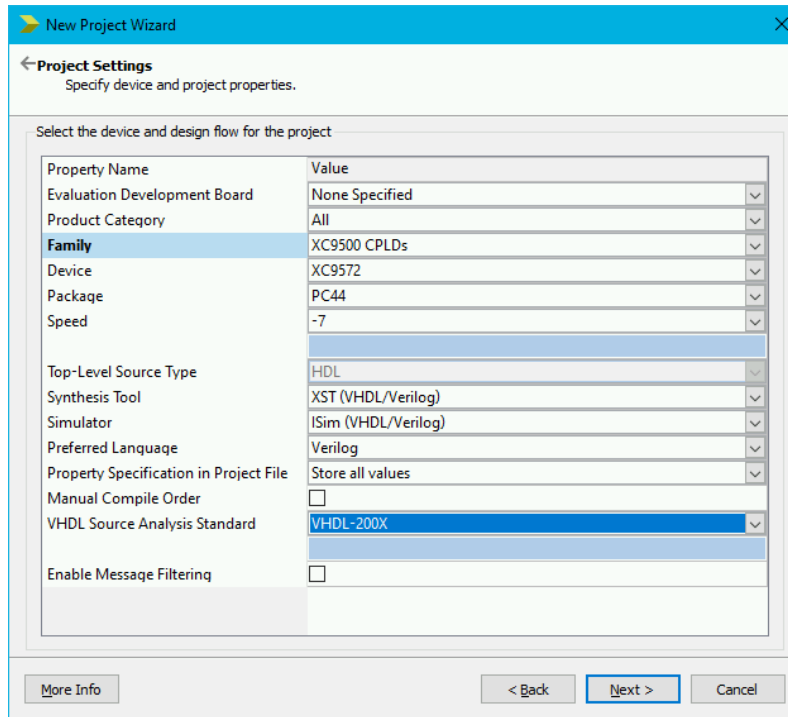 New Project Wizard
Project Settings
Specify device and project properties.
Select the device and design flow for the project
Property Name Value
Evaluation Development Board None Specified
Product Category All
Family XC9500 CPLDs
Device XC9572
Package PC44
Speed -7
Top-Level Source Type HDL
Synthesis Tool XST (VHDL/Verilog)
Simulator ISim (VHDL/Verilog)
Preferred Language Verilog
Property Specification in Project File Store all values
Manual Compile Order
VHDL Source Analysis Standard VHDL-200X
Enable Message Filtering
More Info < Back Next > Cancel